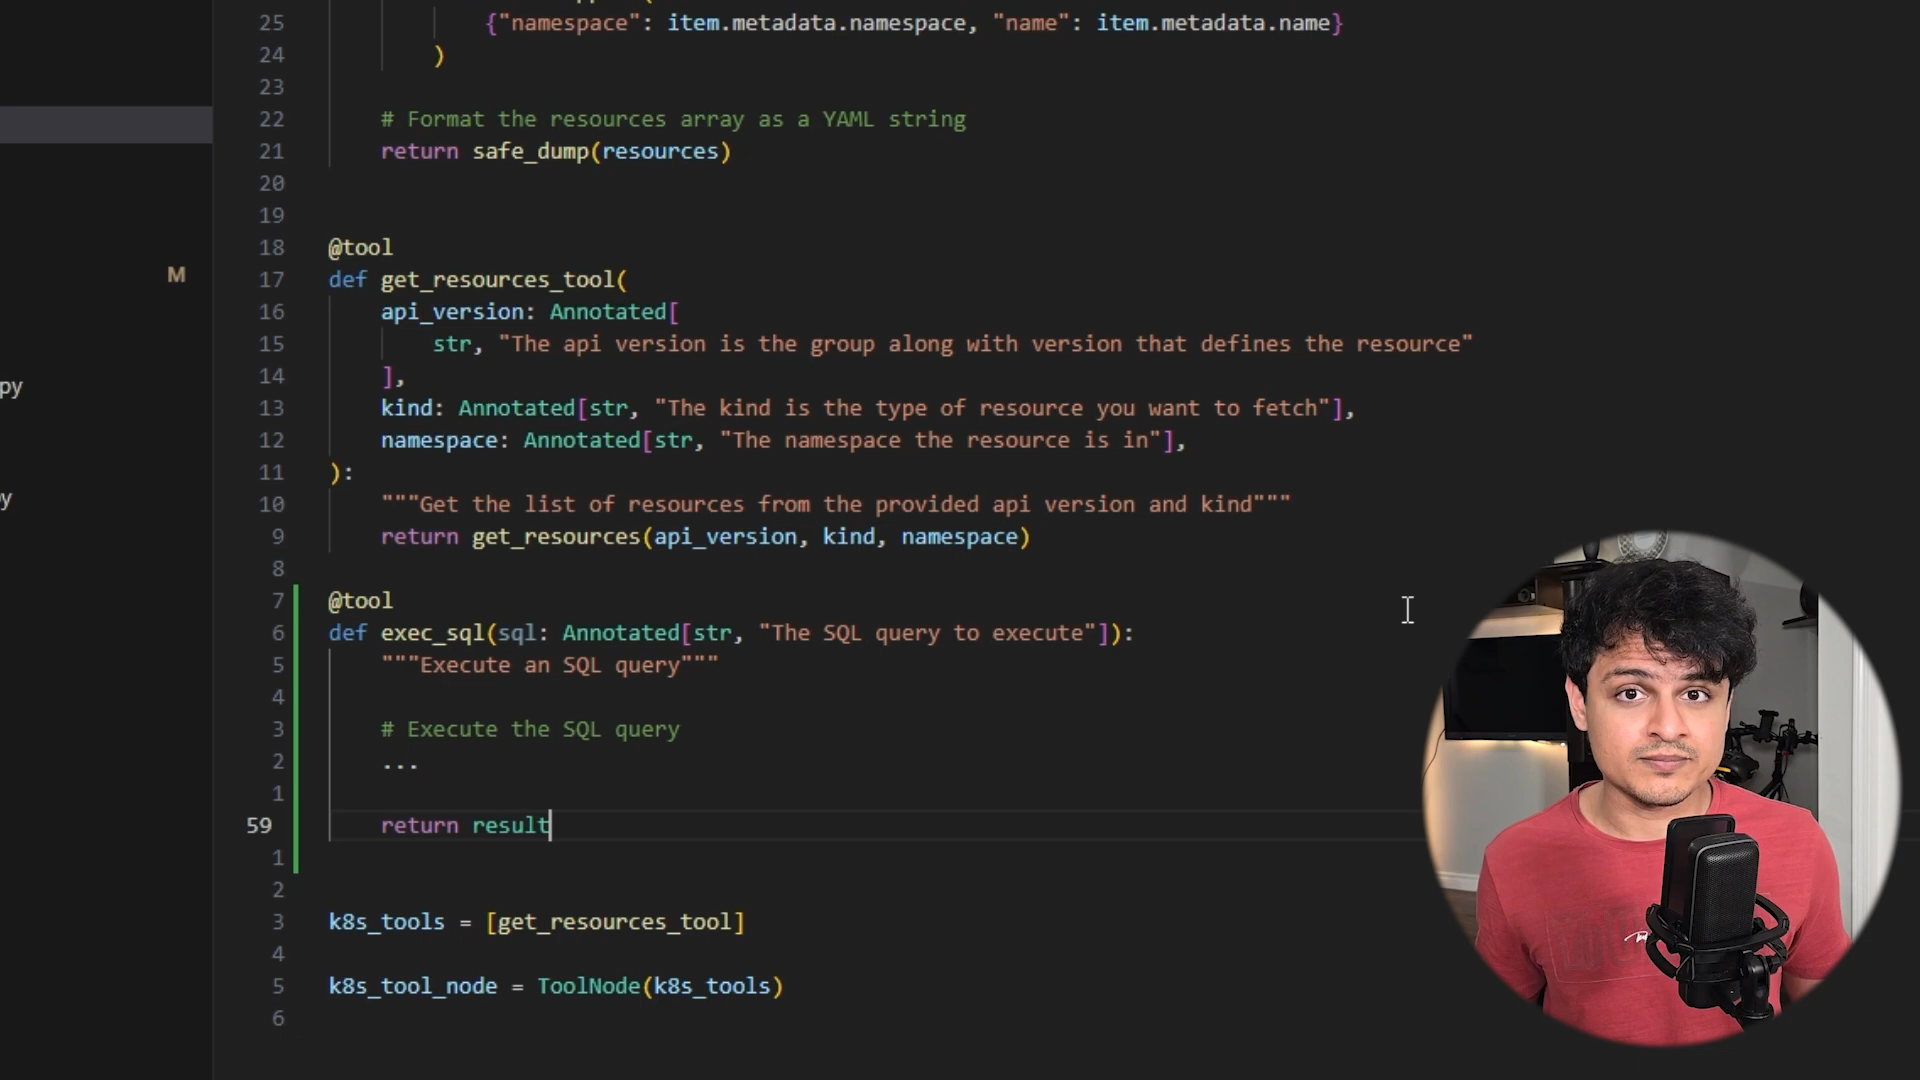 25 {"namespace": item.metadata.namespace, "name": item.metadata.name}
24 )
23
22 # Format the resources array as a YAML string
21 return safe_dump(resources)
20
19
18 @tool
17 def get_resources_tool(
M
16 api_version: Annotated[
15 str, "The api version is the group along with version that defines the resource"
14 ],
py
13 kind: Annotated[str, "The kind is the type of resource you want to fetch"],
12 namespace: Annotated[str, "The namespace the resource is in"],
11 ):
y
10 """Get the list of resources from the provided api version and kind"""
9 return get_resources(api_version, kind, namespace)
8
7 @tool
6 def exec_sql(sql: Annotated[str, "The SQL query to execute"]):
5 """Execute an SQL query"""
4
3 # Execute the SQL query
2 ...
1
59 return result
1
2
3 k8s_tools = [get_resources_tool]
4
5 k8s_tool_node = ToolNode(k8s_tools)
6